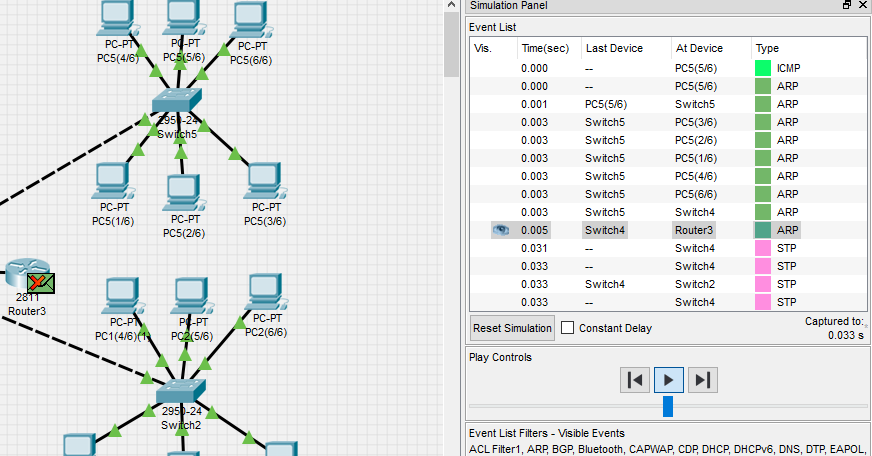 PC-PT
PC5(4/6)
PC-PT
PC5(5/6)
PC-PT
PC5(6/6)
2950-24
Switch5
PC-PT
PC5(1/6)
PC-PT
PC5(2/6)
PC-PT
PC5(3/6)
2811
Router3
PC-PT
PC1(4/6)(1)
PC-PT
PC2(5/6)
PC-PT
PC2(6/6)
2950-24
Switch2
Simulation Panel
Event List
Vis. Time(sec) Last Device At Device Type
0.000 -- PC5(5/6) ICMP
0.000 -- PC5(5/6) ARP
0.001 PC5(5/6) Switch5 ARP
0.003 Switch5 PC5(3/6) ARP
0.003 Switch5 PC5(2/6) ARP
0.003 Switch5 PC5(1/6) ARP
0.003 Switch5 PC5(4/6) ARP
0.003 Switch5 PC5(6/6) ARP
0.003 Switch5 Switch4 ARP
0.005 Switch4 Router3 ARP
0.031 -- Switch4 STP
0.033 -- Switch4 STP
0.033 Switch4 Switch2 STP
0.033 -- Switch4 STP
Reset Simulation Constant Delay Captured to:
0.033 s
Play Controls
Event List Filters - Visible Events
ACL Filter1, ARP, BGP, Bluetooth, CAPWAP, CDP, DHCP, DHCPv6, DNS, DTP, EAPOL,